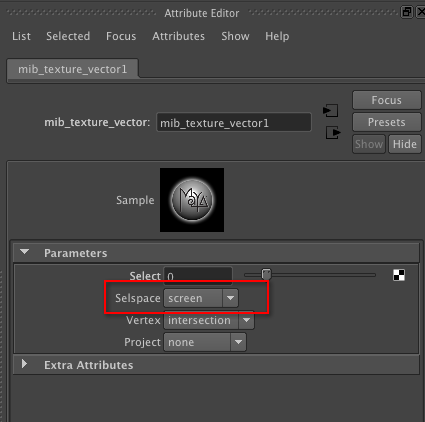 Attribute Editor
List Selected Focus Attributes Show Help
mib_texture_vector1
Focus
mib_texture_vector: mib_texture_vector1
Presets
Show Hide
Sample
MAYA
Parameters
Select 0
Selspace screen
Vertex intersection
Project none
Extra Attributes